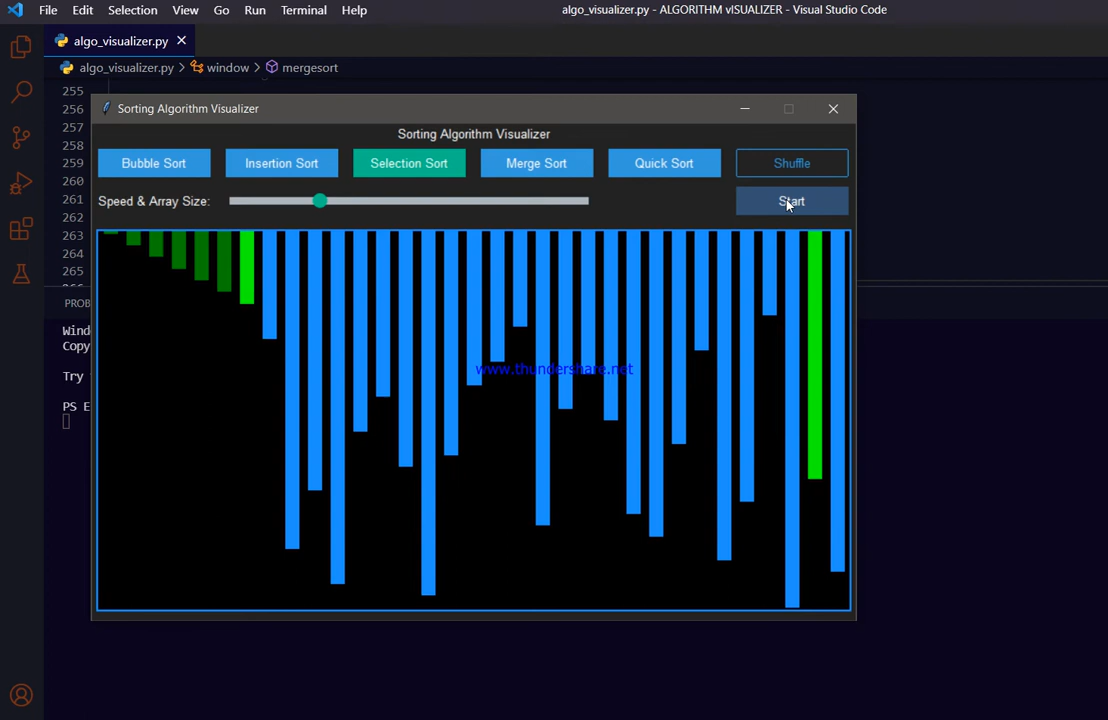 File Edit Selection View Go Run Terminal Help algo_visualizer.py - ALGORITHM vISUALIZER - Visual Studio Code
algo_visualizer.py
algo_visualizer.py > window > mergesort
255
256
257
258
259
260
261
262
263
264
265
Sorting Algorithm Visualizer
Sorting Algorithm Visualizer
Bubble Sort Insertion Sort Selection Sort Merge Sort Quick Sort Shuffle
Speed & Array Size: Start
PROB
Wind
www.thundershare.net
Copy
Try
PS E